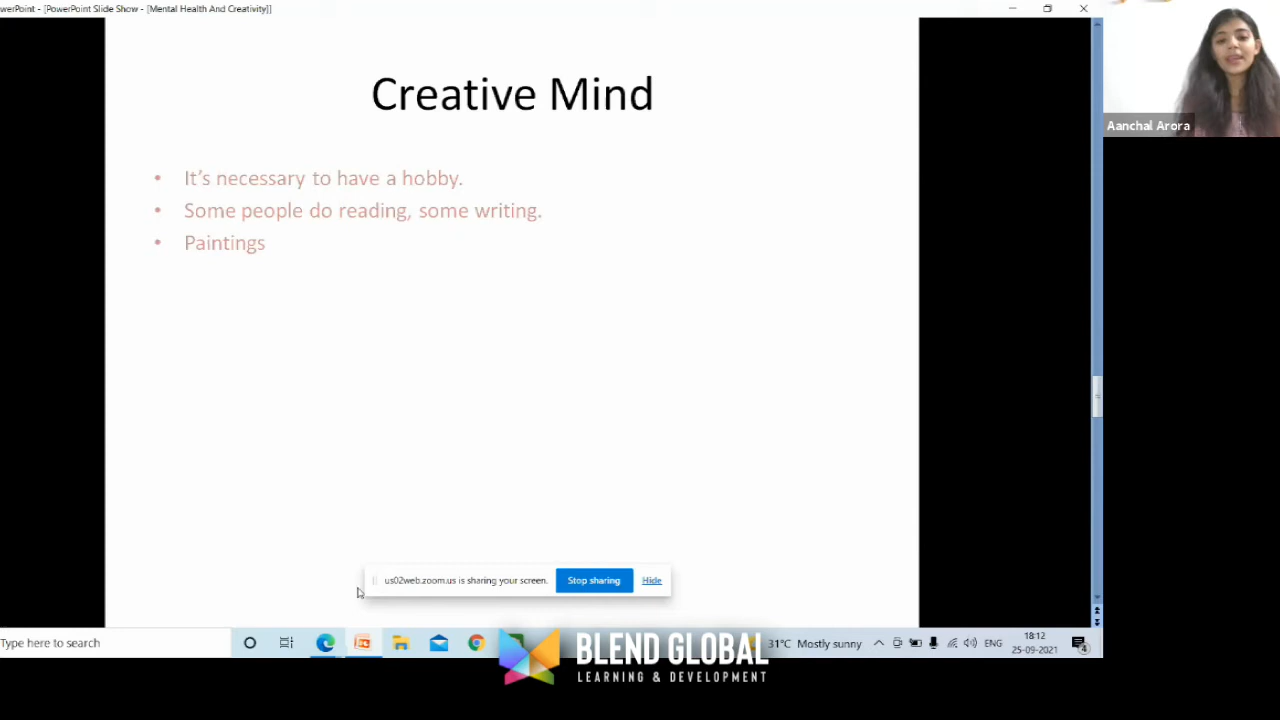 werPoint - [PowerPoint Slide Show - [Mental Health And Creativity]]
Aanchal Arora
Creative Mind
• It’s necessary to have a hobby.
• Some people do reading, some writing.
• Paintings
us02web.zoom.us is sharing your screen. Stop sharing Hide
Type here to search
31°C Mostly sunny
ENG
18:12
25-09-2021
4
BLEND GLOBAL
LEARNING & DEVELOPMENT